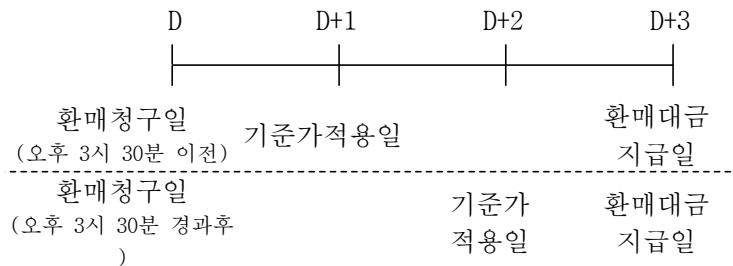 D D+1 D+2 D+3
환매청구일
(오후 3시 30분 이전)
기준가적용일
환매대금
지급일
환매청구일
(오후 3시 30분 경과후
)
기준가
적용일
환매대금
지급일